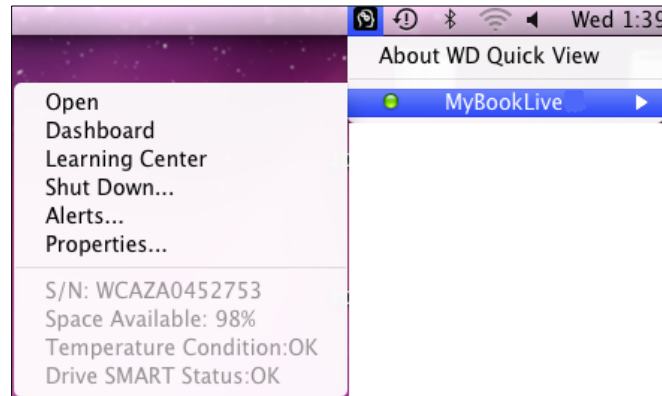 Wed 1:39
About WD Quick View
MyBookLive
Open
Dashboard
Learning Center
Shut Down...
Alerts...
Properties...
S/N: WCAZA0452753
Space Available: 98%
Temperature Condition:OK
Drive SMART Status:OK